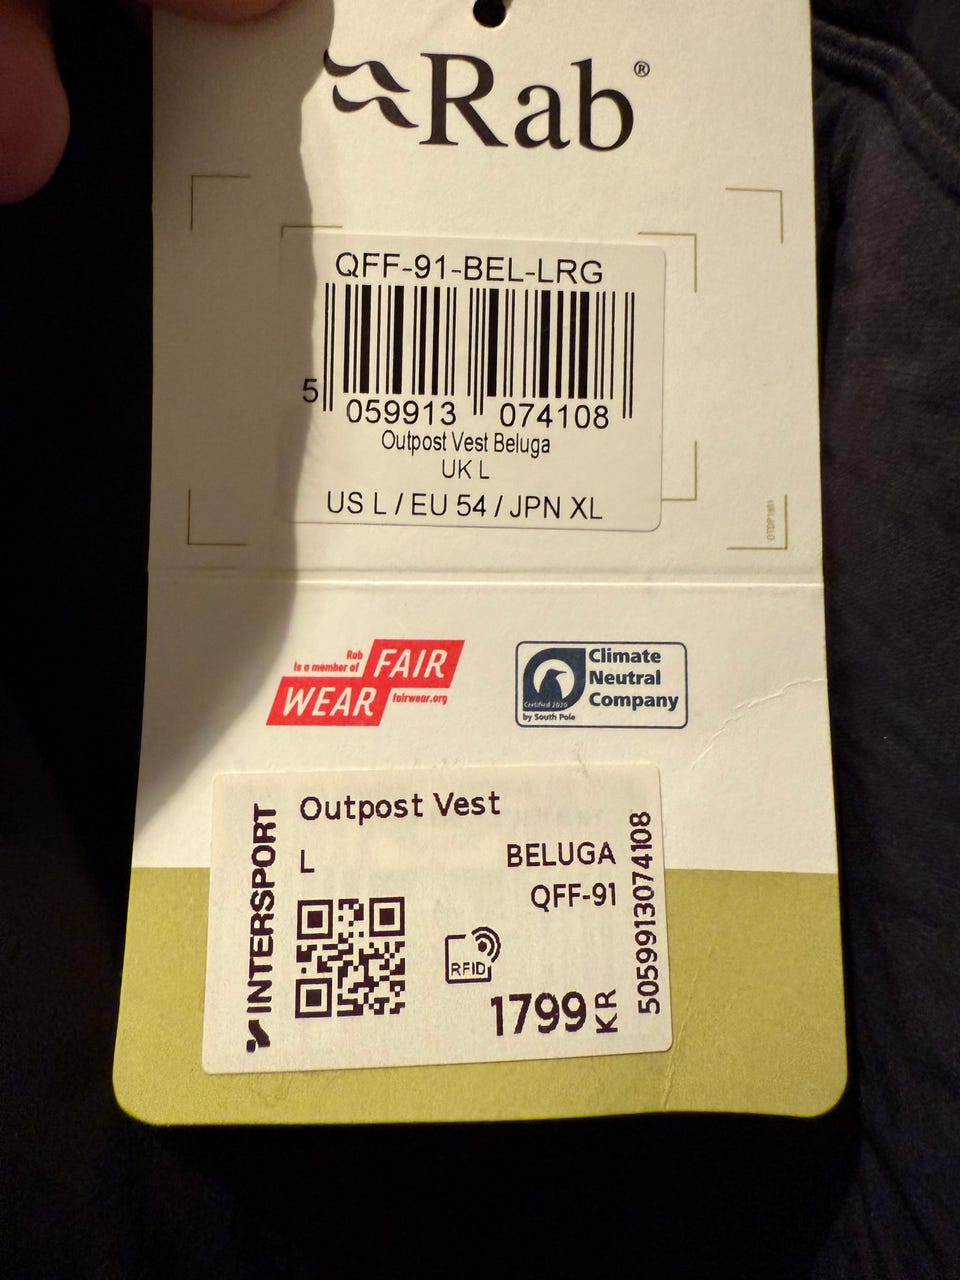 Rab®
QFF-91-BEL-LRG
5 059913 074108
Outpost Vest Beluga
UK L
US L / EU 54 / JPN XL
Rab
is a member of
FAIR
WEAR
fairwear.org
Climate
Neutral
Company
Certified 2020
by South Pole
INTERSPORT
Outpost Vest
L
BELUGA
QFF-91
RFID
1799 KR
5059913074108